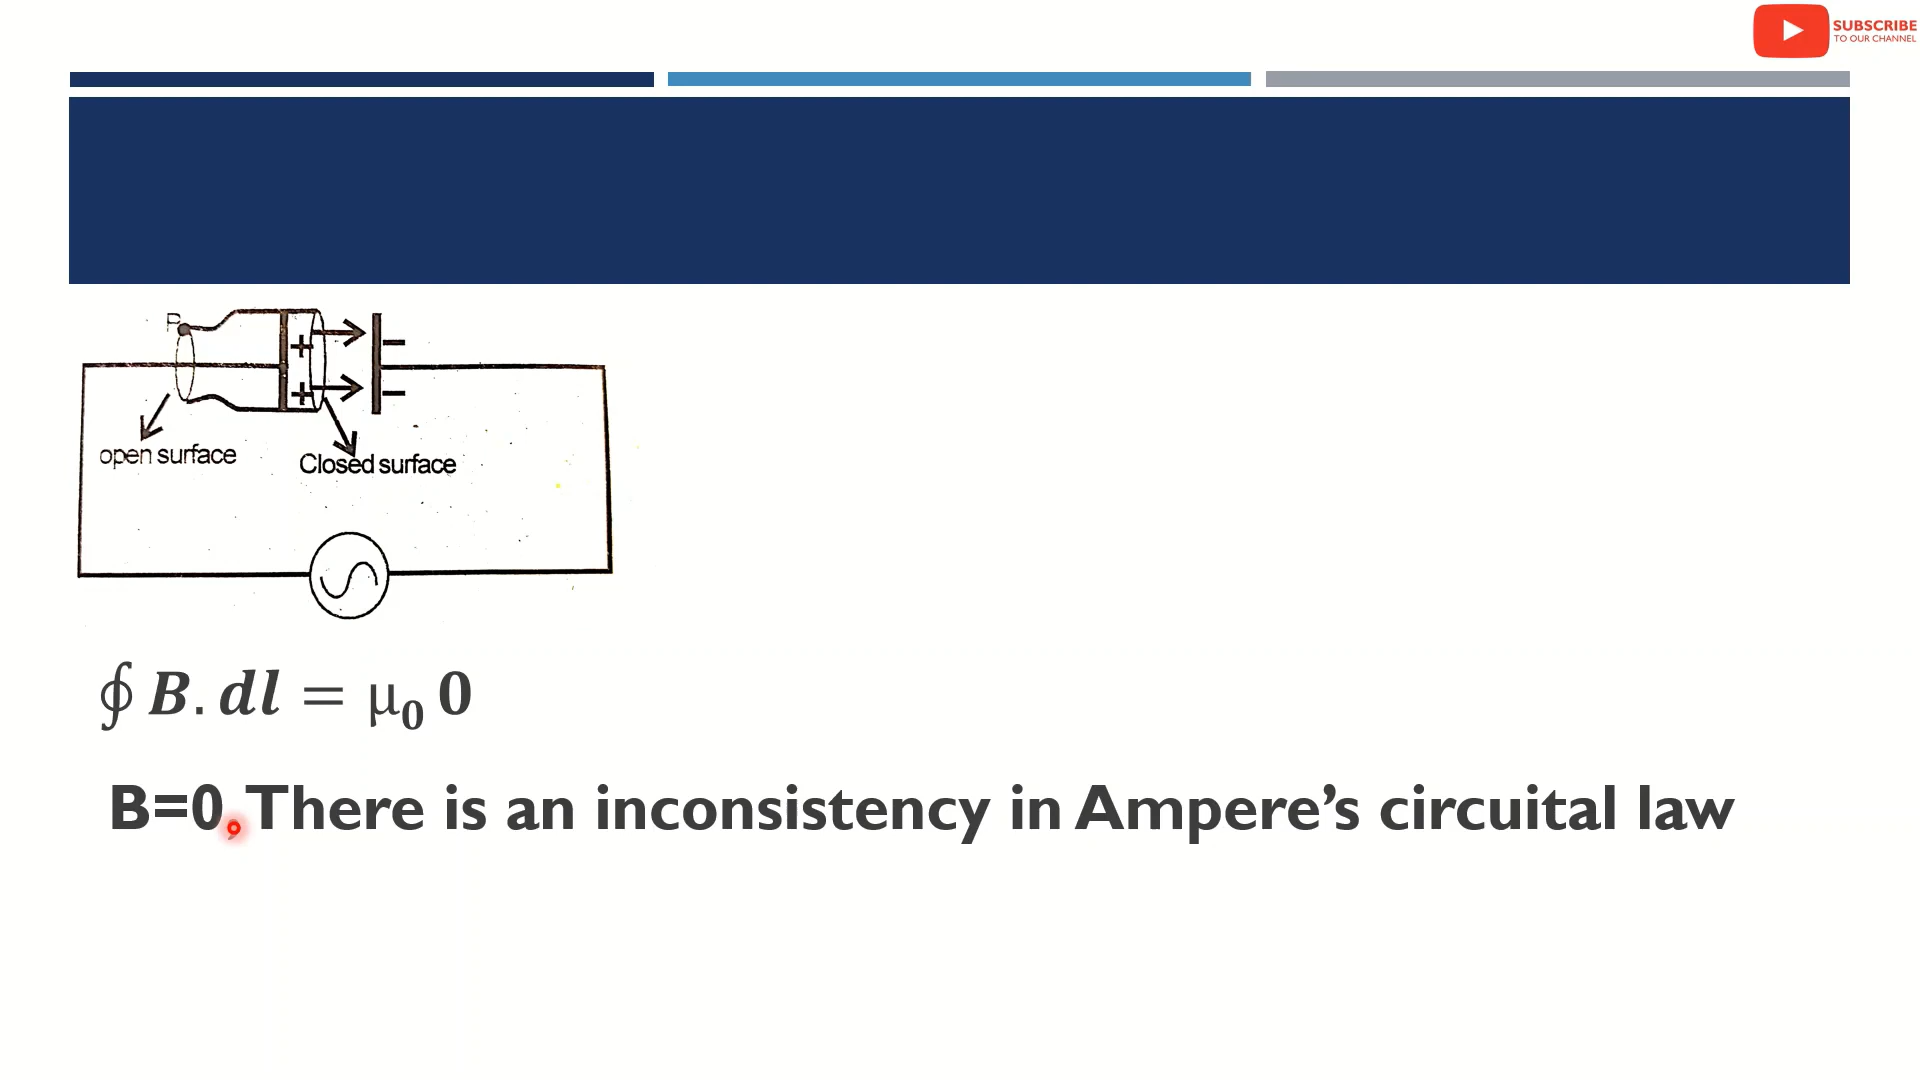 SUBSCRIBE
TO OUR CHANNEL
P
+
+
open surface
Closed surface
∮ B. dl = μ₀ 0
B=0, There is an inconsistency in Ampere’s circuital law